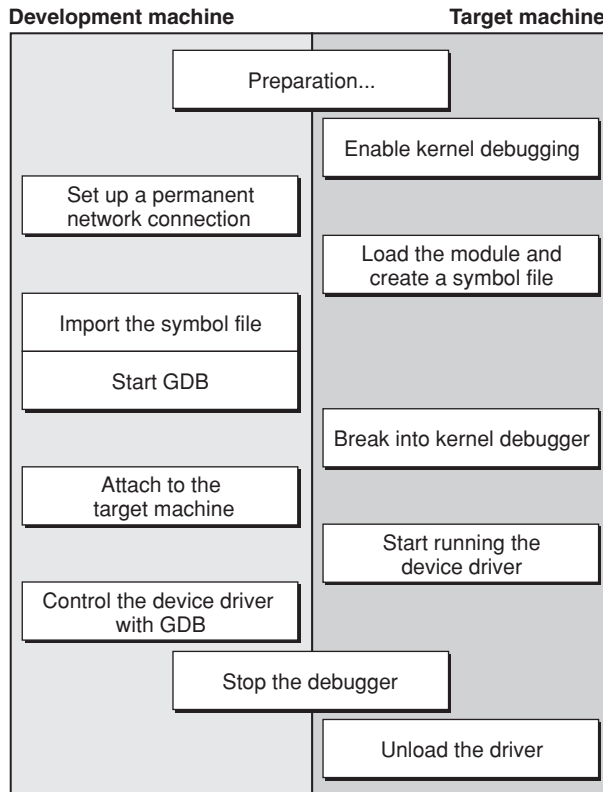 Development machine
Target machine
Preparation...
Enable kernel debugging
Set up a permanent
network connection
Load the module and
create a symbol file
Import the symbol file
Start GDB
Break into kernel debugger
Attach to the
target machine
Start running the
device driver
Control the device driver
with GDB
Stop the debugger
Unload the driver